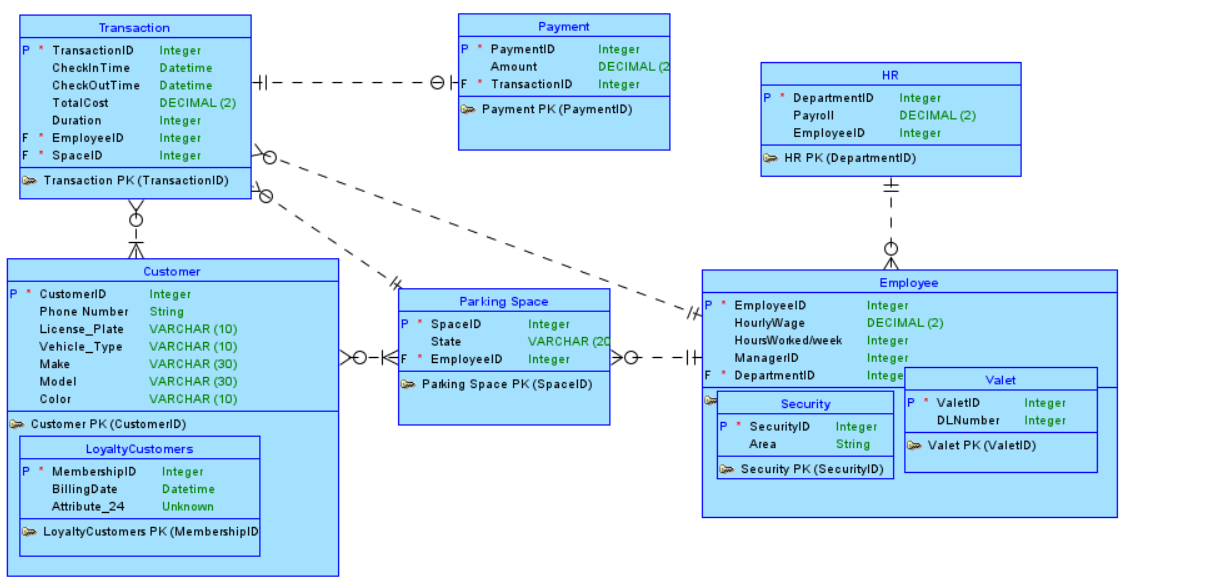 Transaction
P * TransactionID Integer
CheckInTime Datetime
CheckOutTime Datetime
TotalCost DECIMAL (2)
Duration Integer
F * EmployeeID Integer
F * SpaceID Integer
Transaction PK (TransactionID)
Payment
P * PaymentID Integer
Amount DECIMAL (2
F * TransactionID Integer
Payment PK (PaymentID)
HR
P * DepartmentID Integer
Payroll DECIMAL (2)
EmployeeID Integer
HR PK (DepartmentID)
Customer
P * CustomerID Integer
Phone Number String
License_Plate VARCHAR (10)
Vehicle_Type VARCHAR (10)
Make VARCHAR (30)
Model VARCHAR (30)
Color VARCHAR (10)
Customer PK (CustomerID)
LoyaltyCustomers
P * MembershipID Integer
BillingDate Datetime
Attribute_24 Unknown
LoyaltyCustomers PK (MembershipID
Parking Space
P * SpaceID Integer
State VARCHAR (20
F * EmployeeID Integer
Parking Space PK (SpaceID)
Employee
P * EmployeeID Integer
HourlyWage DECIMAL (2)
HoursWorked/week Integer
ManagerID Integer
F * DepartmentID Intege
Security
P * SecurityID Integer
Area String
Security PK (SecurityID)
Valet
P * ValetID Integer
DLNumber Integer
Valet PK (ValetID)